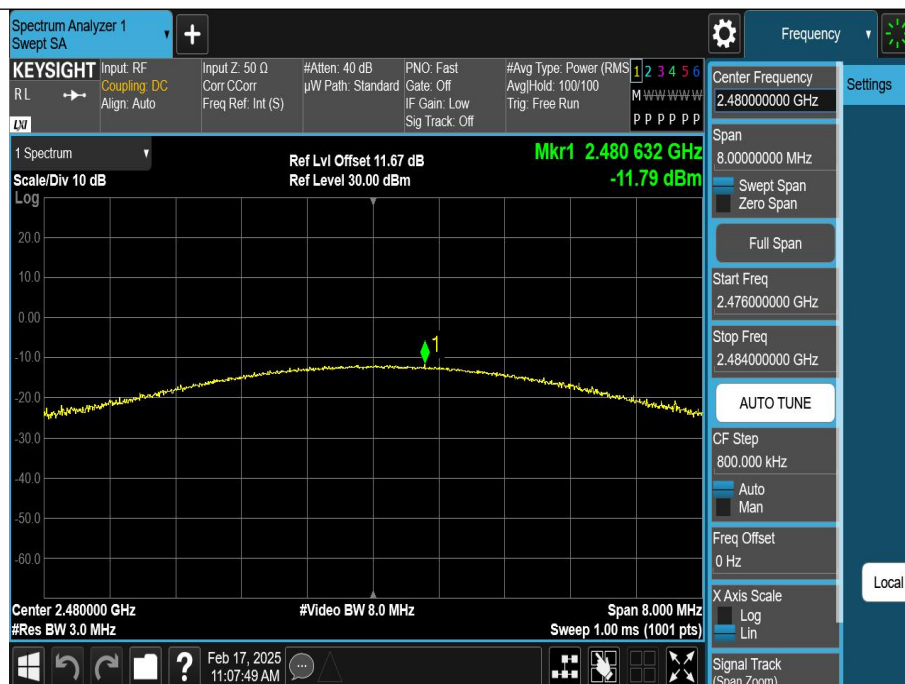 Spectrum Analyzer 1
Swept SA
Frequency
KEYSIGHT
RL
LXI
Input: RF
Coupling: DC
Align: Auto
Input Z: 50 Ω
Corr CCorr
Freq Ref: Int (S)
#Atten: 40 dB
µW Path: Standard
PNO: Fast
Gate: Off
IF Gain: Low
Sig Track: Off
#Avg Type: Power (RMS
Avg|Hold: 100/100
Trig: Free Run
1 2 3 4 5 6
M W W W W W
P P P P P P
1 Spectrum
Scale/Div 10 dB
Log
Ref Lvl Offset 11.67 dB
Ref Level 30.00 dBm
Mkr1 2.480 632 GHz
-11.79 dBm
20.0
10.0
0.00
-10.0
-20.0
-30.0
-40.0
-50.0
-60.0
1
Center 2.480000 GHz
#Res BW 3.0 MHz
#Video BW 8.0 MHz
Span 8.000 MHz
Sweep 1.00 ms (1001 pts)
Feb 17, 2025
11:07:49 AM
Center Frequency
2.480000000 GHz
Span
8.00000000 MHz
Swept Span
Zero Span
Full Span
Start Freq
2.476000000 GHz
Stop Freq
2.484000000 GHz
AUTO TUNE
CF Step
800.000 kHz
Auto
Man
Freq Offset
0 Hz
X Axis Scale
Log
Lin
Signal Track
(Span Zoom)
Settings
Local